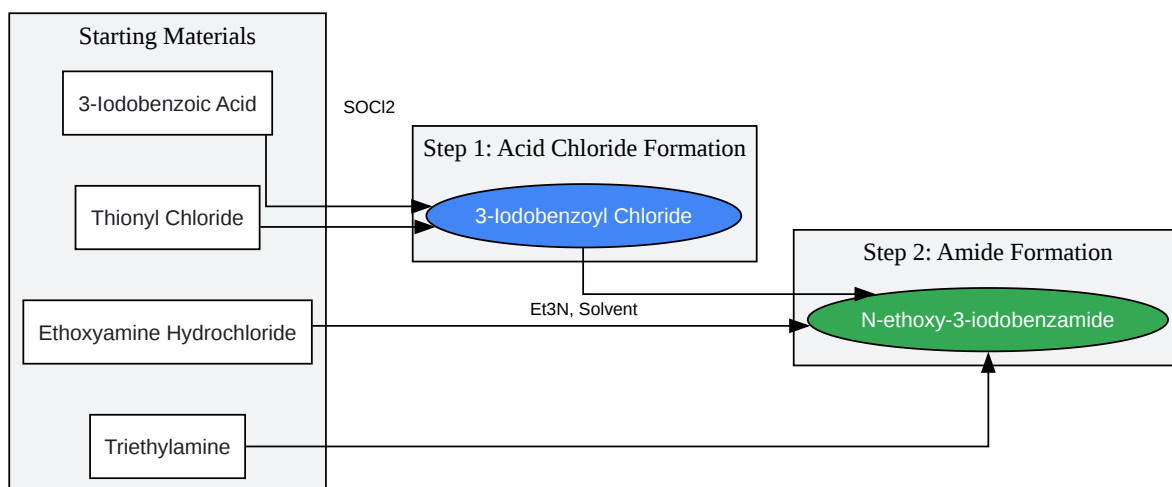 Starting Materials
3-Iodobenzoic Acid
SOCl2
Step 1: Acid Chloride Formation
Thionyl Chloride
3-Iodobenzoyl Chloride
Step 2: Amide Formation
Et3N, Solvent
Ethoxyamine Hydrochloride
N-ethoxy-3-iodobenzamide
Triethylamine